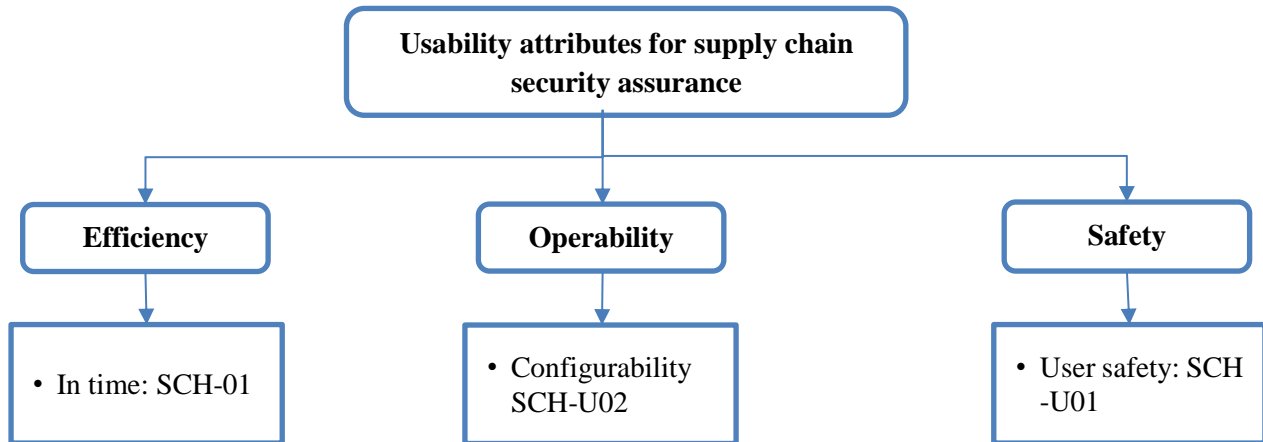 Usability attributes for supply chain
security assurance
Efficiency
Operability
Safety
• In time: SCH-01
• Configurability
SCH-U02
• User safety: SCH
-U01